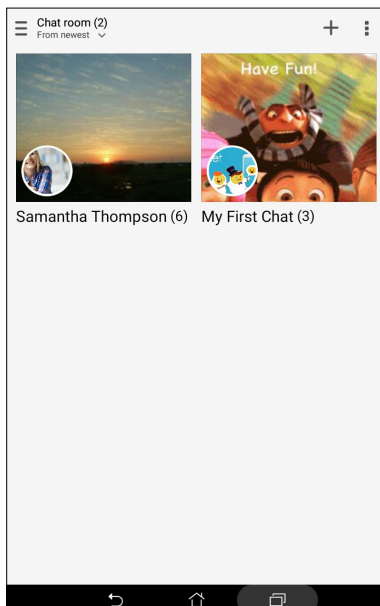 Chat room (2)
From newest
Have Fun!
Samantha Thompson (6)
My First Chat (3)